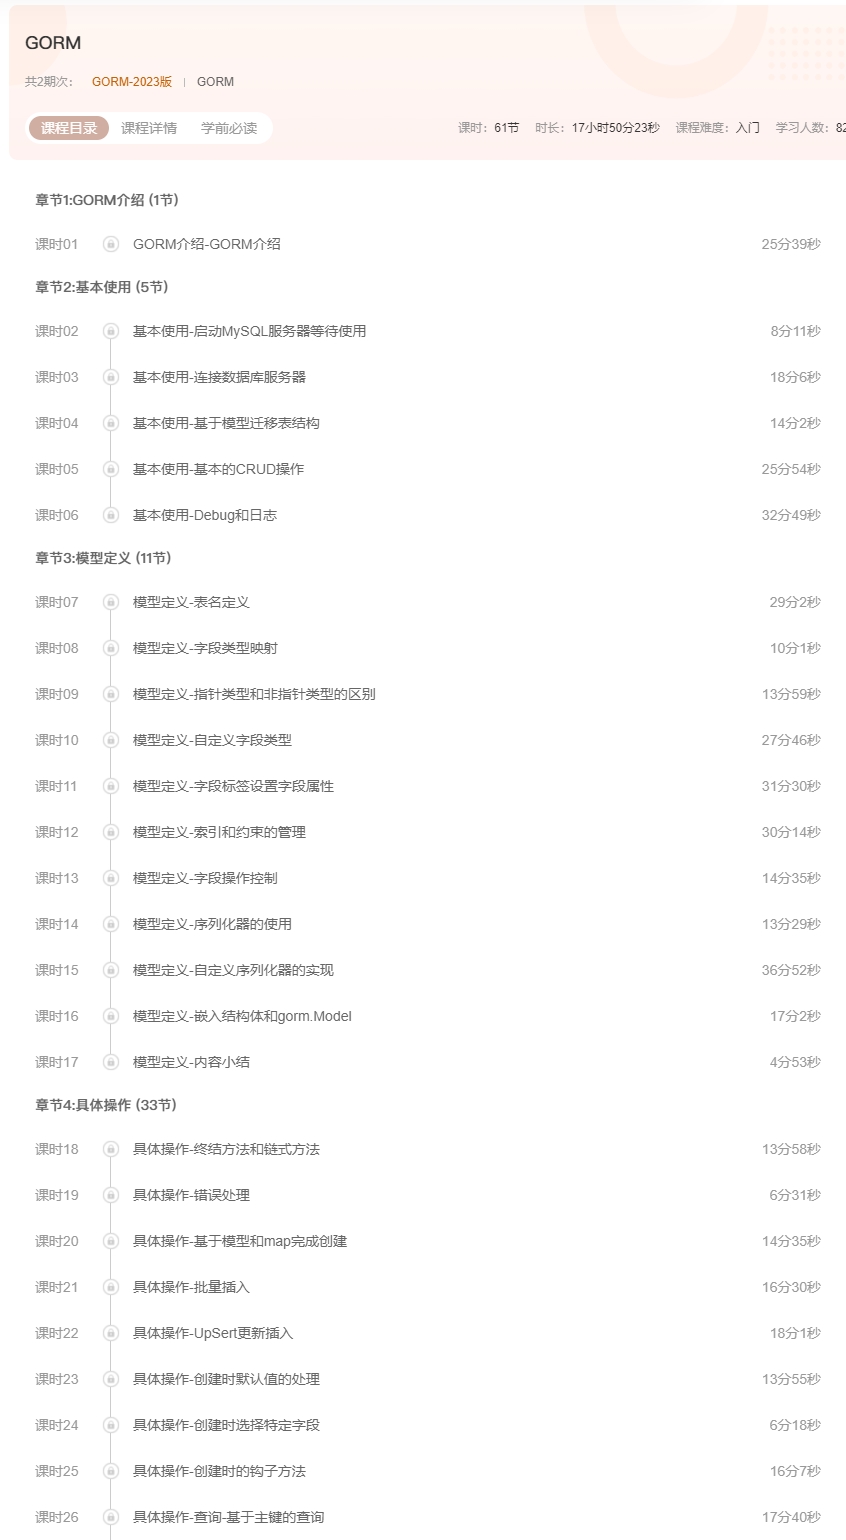 GORM
共2期次： GORM-2023版 | GORM
课程目录 课程详情 学前必读 课时：61节 时长：17小时50分23秒 课程难度：入门 学习人数：82
章节1:GORM介绍 (1节)
课时01 GORM介绍-GORM介绍 25分39秒
章节2:基本使用 (5节)
课时02 基本使用-启动MySQL服务器等待使用 8分11秒
课时03 基本使用-连接数据库服务器 18分6秒
课时04 基本使用-基于模型迁移表结构 14分2秒
课时05 基本使用-基本的CRUD操作 25分54秒
课时06 基本使用-Debug和日志 32分49秒
章节3:模型定义 (11节)
课时07 模型定义-表名定义 29分2秒
课时08 模型定义-字段类型映射 10分1秒
课时09 模型定义-指针类型和非指针类型的区别 13分59秒
课时10 模型定义-自定义字段类型 27分46秒
课时11 模型定义-字段标签设置字段属性 31分30秒
课时12 模型定义-索引和约束的管理 30分14秒
课时13 模型定义-字段操作控制 14分35秒
课时14 模型定义-序列化器的使用 13分29秒
课时15 模型定义-自定义序列化器的实现 36分52秒
课时16 模型定义-嵌入结构体和gorm.Model 17分2秒
课时17 模型定义-内容小结 4分53秒
章节4:具体操作 (33节)
课时18 具体操作-终结方法和链式方法 13分58秒
课时19 具体操作-错误处理 6分31秒
课时20 具体操作-基于模型和map完成创建 14分35秒
课时21 具体操作-批量插入 16分30秒
课时22 具体操作-UpSert更新插入 18分1秒
课时23 具体操作-创建时默认值的处理 13分55秒
课时24 具体操作-创建时选择特定字段 6分18秒
课时25 具体操作-创建时的钩子方法 16分7秒
课时26 具体操作-查询-基于主键的查询 17分40秒